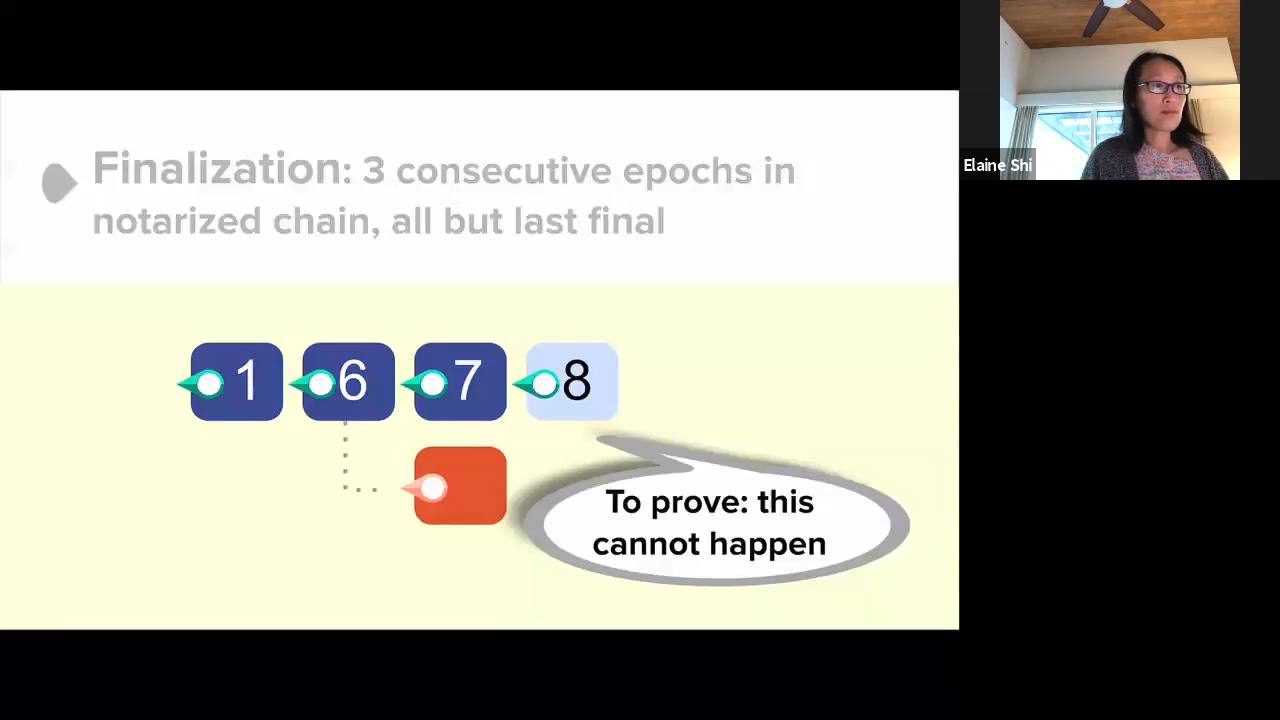 Finalization: 3 consecutive epochs in
notarized chain, all but last final
1 6 7 8
To prove: this
cannot happen
Elaine Shi